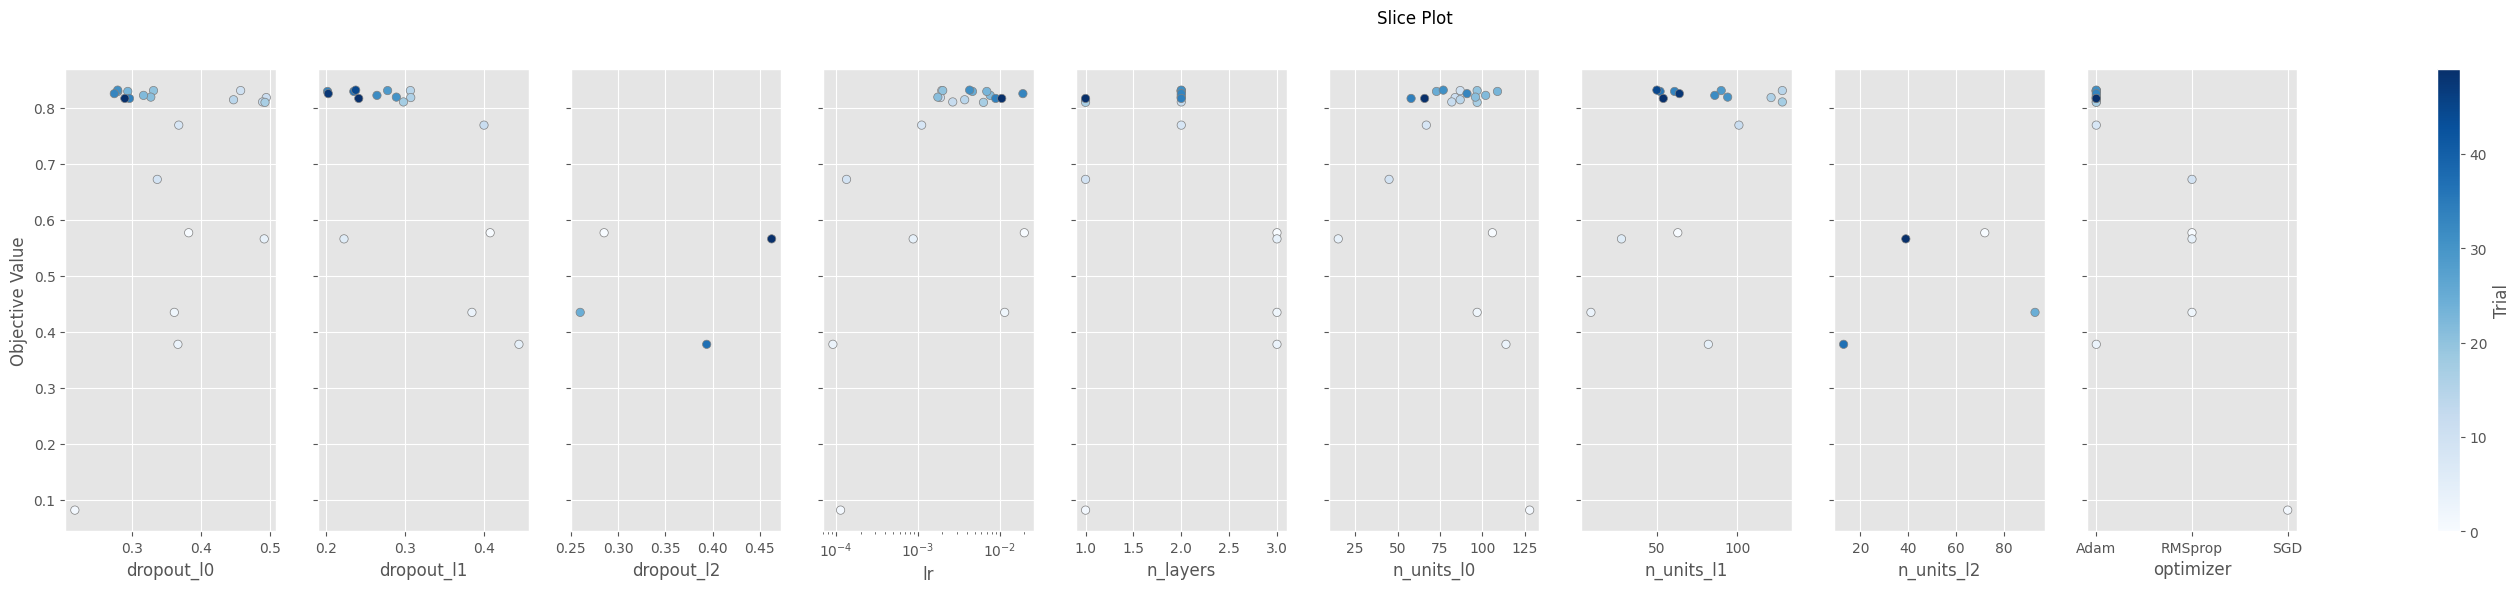 Slice Plot
Objective Value
0.8
0.7
0.6
0.5
0.4
0.3
0.2
0.1
0.3 0.4 0.5
dropout_l0
0.2 0.3 0.4
dropout_l1
0.25 0.30 0.35 0.40 0.45
dropout_l2
10⁻⁴ 10⁻³ 10⁻²
lr
1.0 1.5 2.0 2.5 3.0
n_layers
25 50 75 100 125
n_units_l0
50 100
n_units_l1
20 40 60 80
n_units_l2
Adam RMSprop SGD
optimizer
40
30
20
10
0
Trial